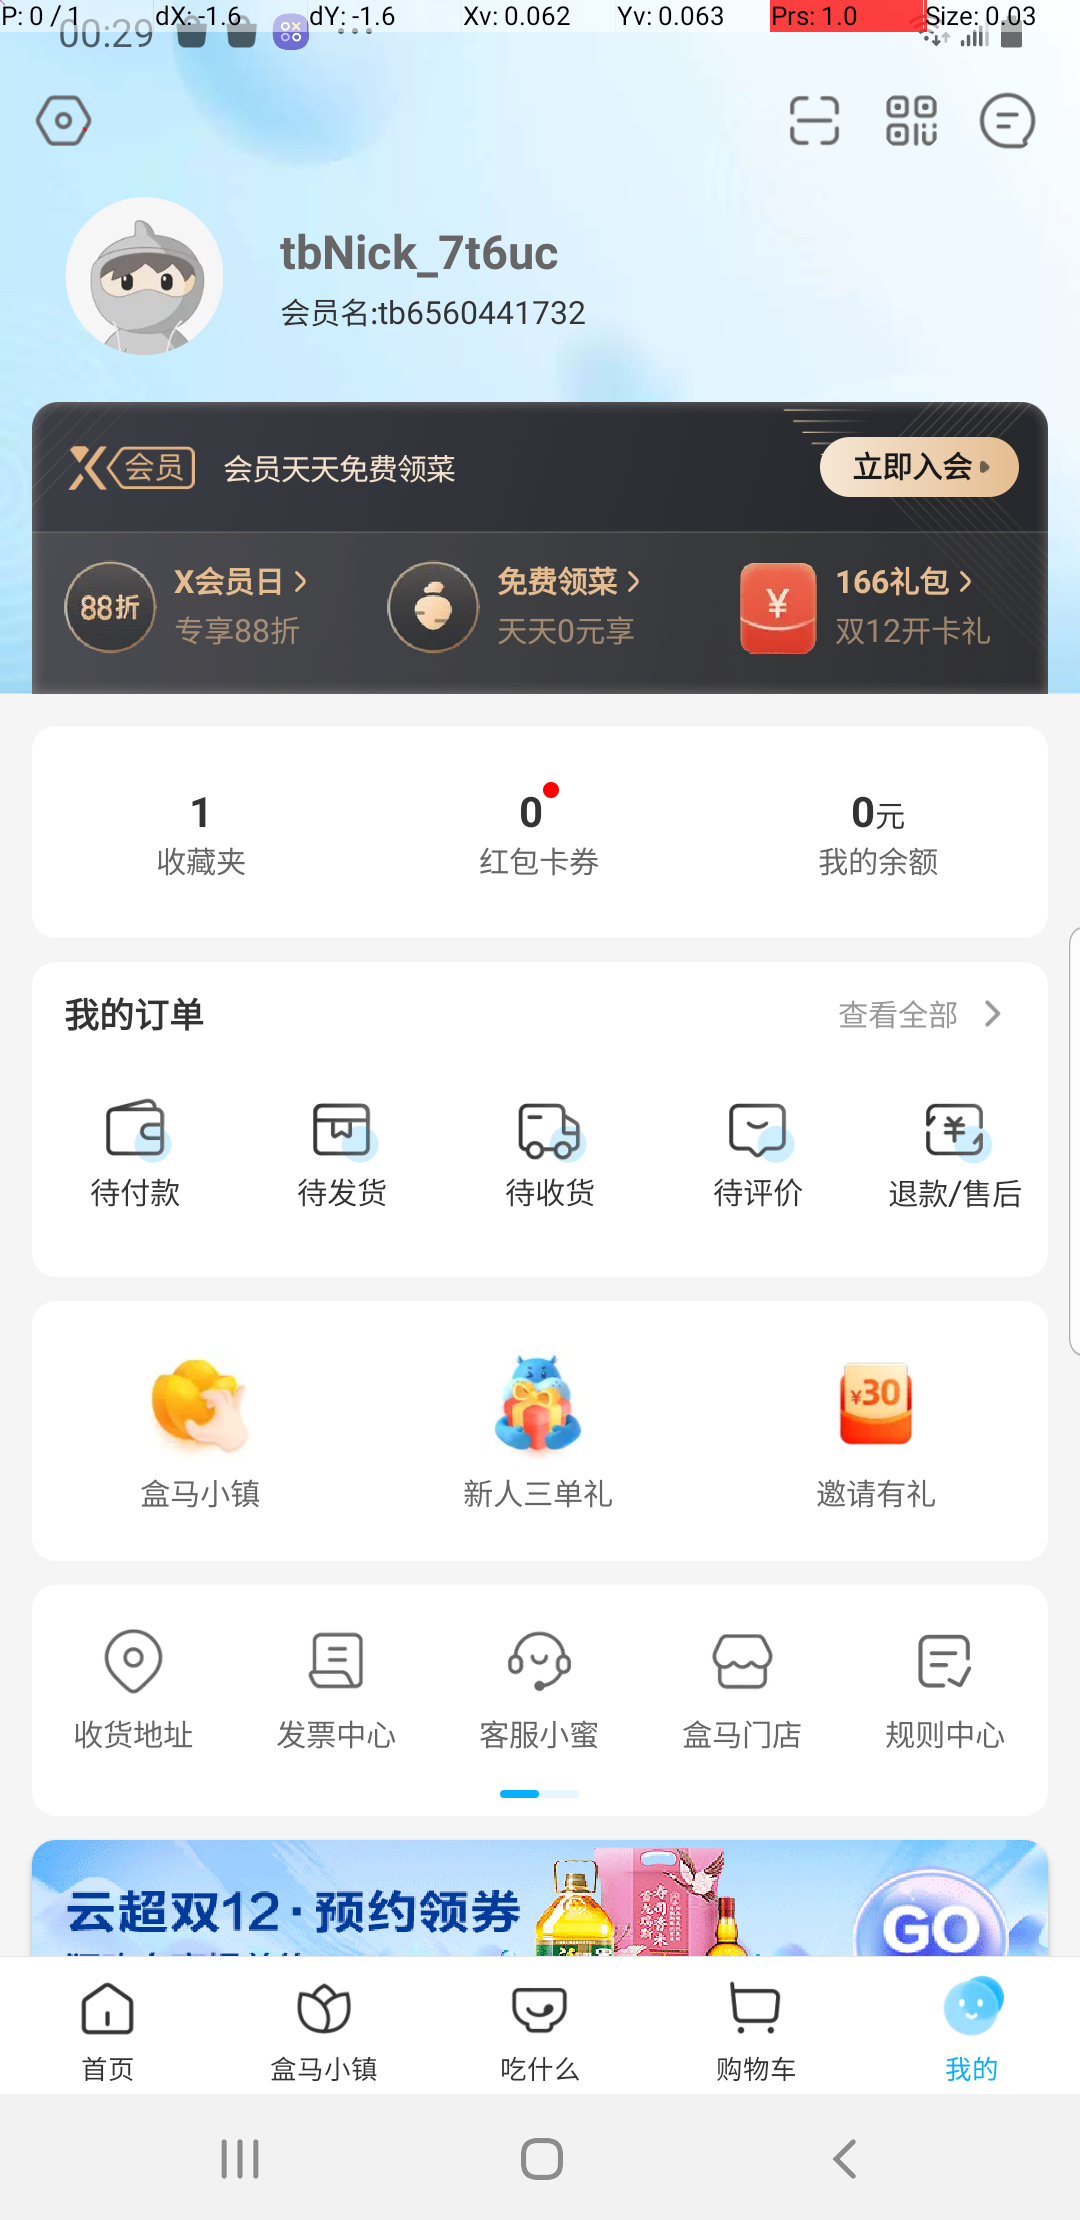 P: 0 / 1 dX: -1.6 dY: -1.6 Xv: 0.062 Yv: 0.063 Prs: 1.0 Size: 0.03
00:29
tbNick_7t6uc
会员名:tb6560441732
X会员 会员天天免费领菜 立即入会
88折 X会员日 免费领菜 ¥ 166礼包
专享88折 天天0元享 双12开卡礼
1 0 0元
收藏夹 红包卡券 我的余额
我的订单 查看全部
待付款 待发货 待收货 待评价 退款/售后
¥30
盒马小镇 新人三单礼 邀请有礼
收货地址 发票中心 客服小蜜 盒马门店 规则中心
云超双12·预约领券 GO
首页 盒马小镇 吃什么 购物车 我的